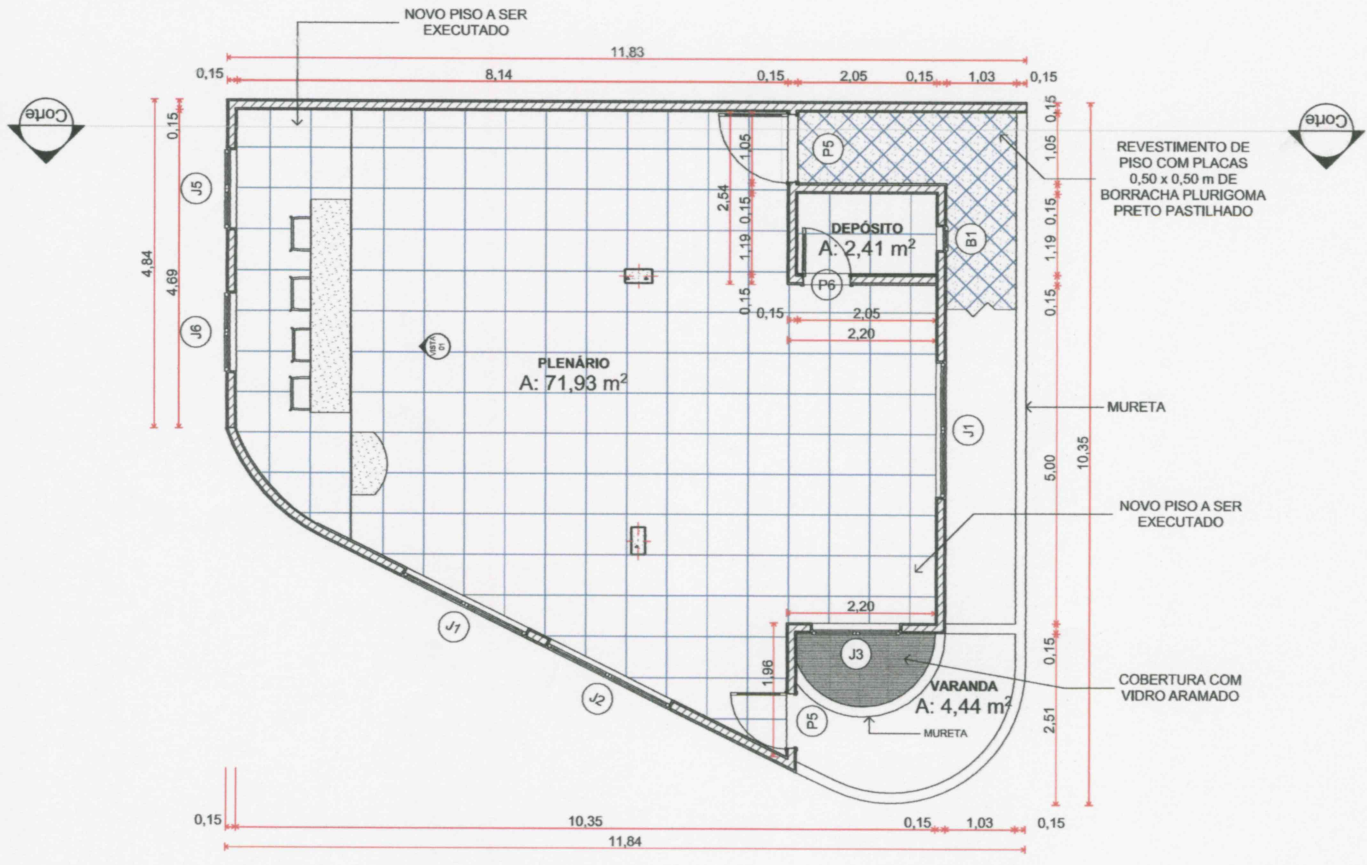 NOVO PISO A SER
EXECUTADO
11,83
0,15
8,14
0,15
2,05
0,15
1,03
0,15
Corte
Corte
0,15
4,84
4,69
J5
J6
P5
1,05
2,54
0,15
1,19
0,15
DEPÓSITO
A: 2,41 m²
B1
P6
0,15
2,05
2,20
0,15
1,05
0,15
1,19
0,15
REVESTIMENTO DE
PISO COM PLACAS
0,50 x 0,50 m DE
BORRACHA PLURIGOMA
PRETO PASTILHADO
VISTA
01
PLENÁRIO
A: 71,93 m²
MURETA
J1
5,00
10,35
NOVO PISO A SER
EXECUTADO
2,20
J1
J2
J3
1,96
P5
VARANDA
A: 4,44 m²
MURETA
0,15
2,51
COBERTURA COM
VIDRO ARAMADO
0,15
10,35
0,15
1,03
0,15
11,84